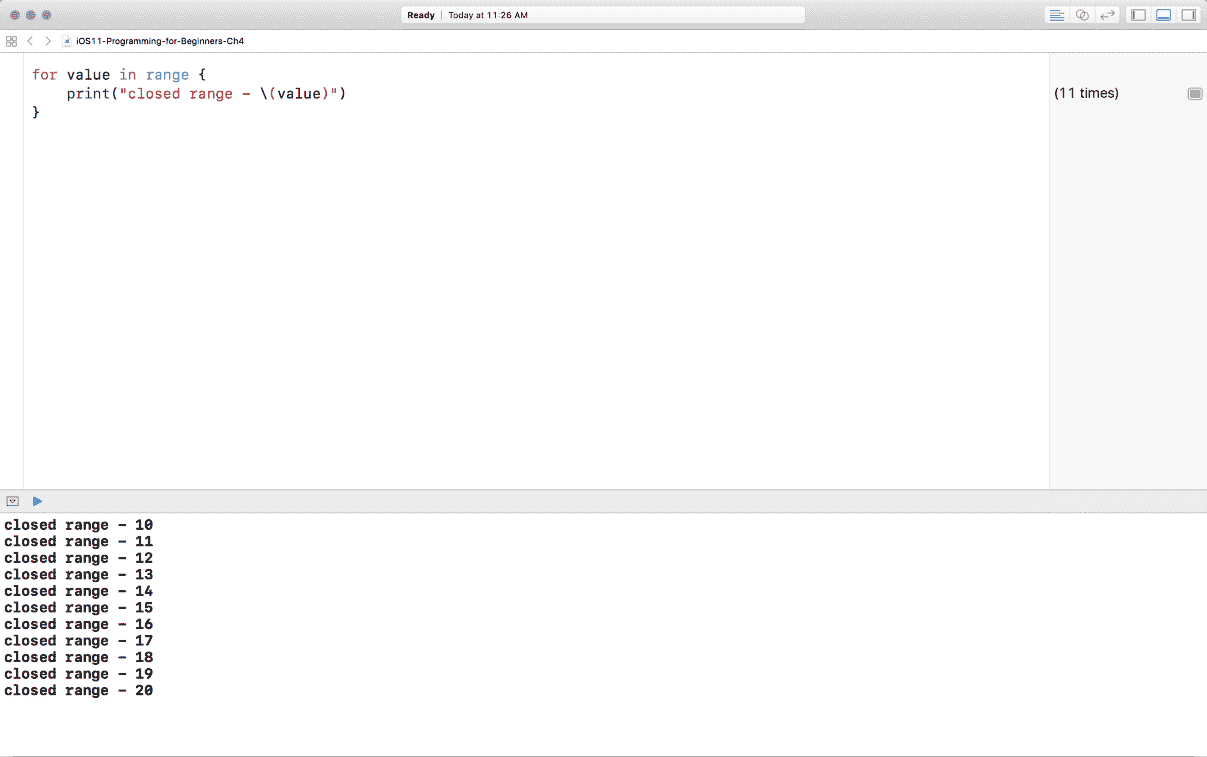 Ready | Today at 11:26 AM
iOS11-Programming-for-Beginners-Ch4
for value in range {
    print("closed range - \(value)")
(11 times)
}
closed range - 10
closed range - 11
closed range - 12
closed range - 13
closed range - 14
closed range - 15
closed range - 16
closed range - 17
closed range - 18
closed range - 19
closed range - 20